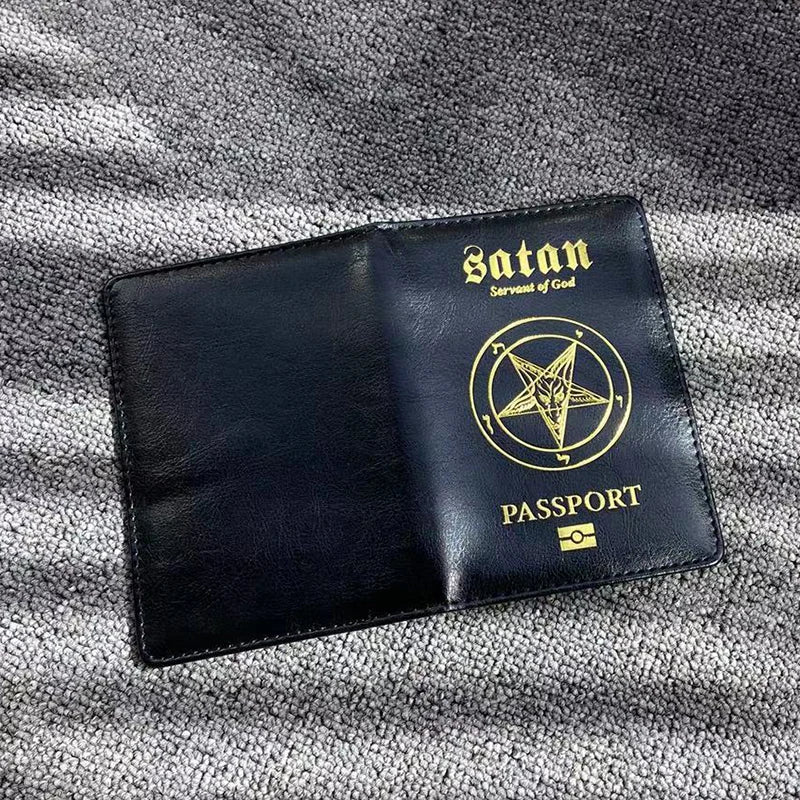 satan
Servant of God
PASSPORT